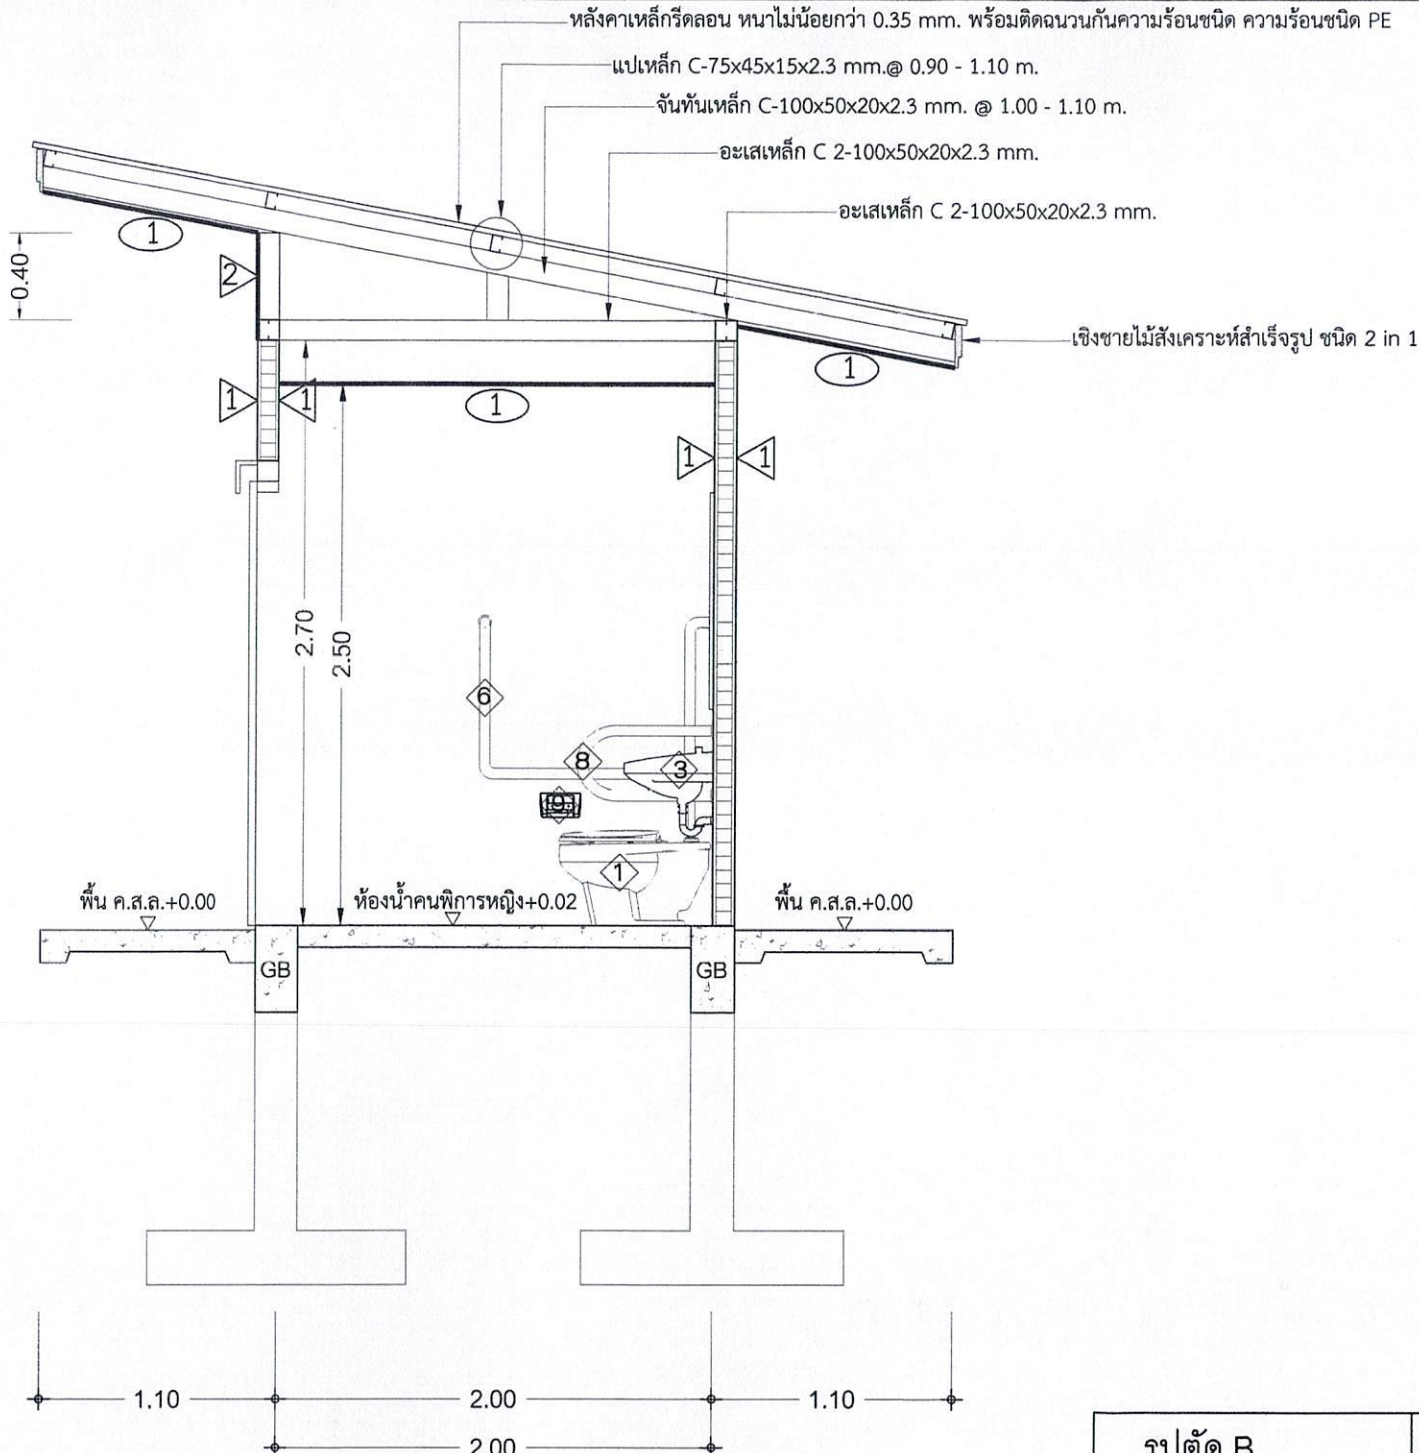 หลังคาเหล็กรีดลอน หนาไม่น้อยกว่า 0.35 mm. พร้อมติดฉนวนกันความร้อนชนิด ความร้อนชนิด PE
แปเหล็ก C-75x45x15x2.3 mm.@ 0.90 - 1.10 m.
จันทันเหล็ก C-100x50x20x2.3 mm. @ 1.00 - 1.10 m.
อะเสเหล็ก C 2-100x50x20x2.3 mm.
อะเสเหล็ก C 2-100x50x20x2.3 mm.
1
0.40
2
เชิงชายไม้สังเคราะห์สำเร็จรูป ชนิด 2 in 1
1
1 1
1
1 1
2.70
2.50
6
8
3
9
1
พื้น ค.ส.ล.+0.00
ห้องน้ำคนพิการหญิง+0.02
พื้น ค.ส.ล.+0.00
GB
GB
1.10
2.00
1.10
2.00
รูปตัด B